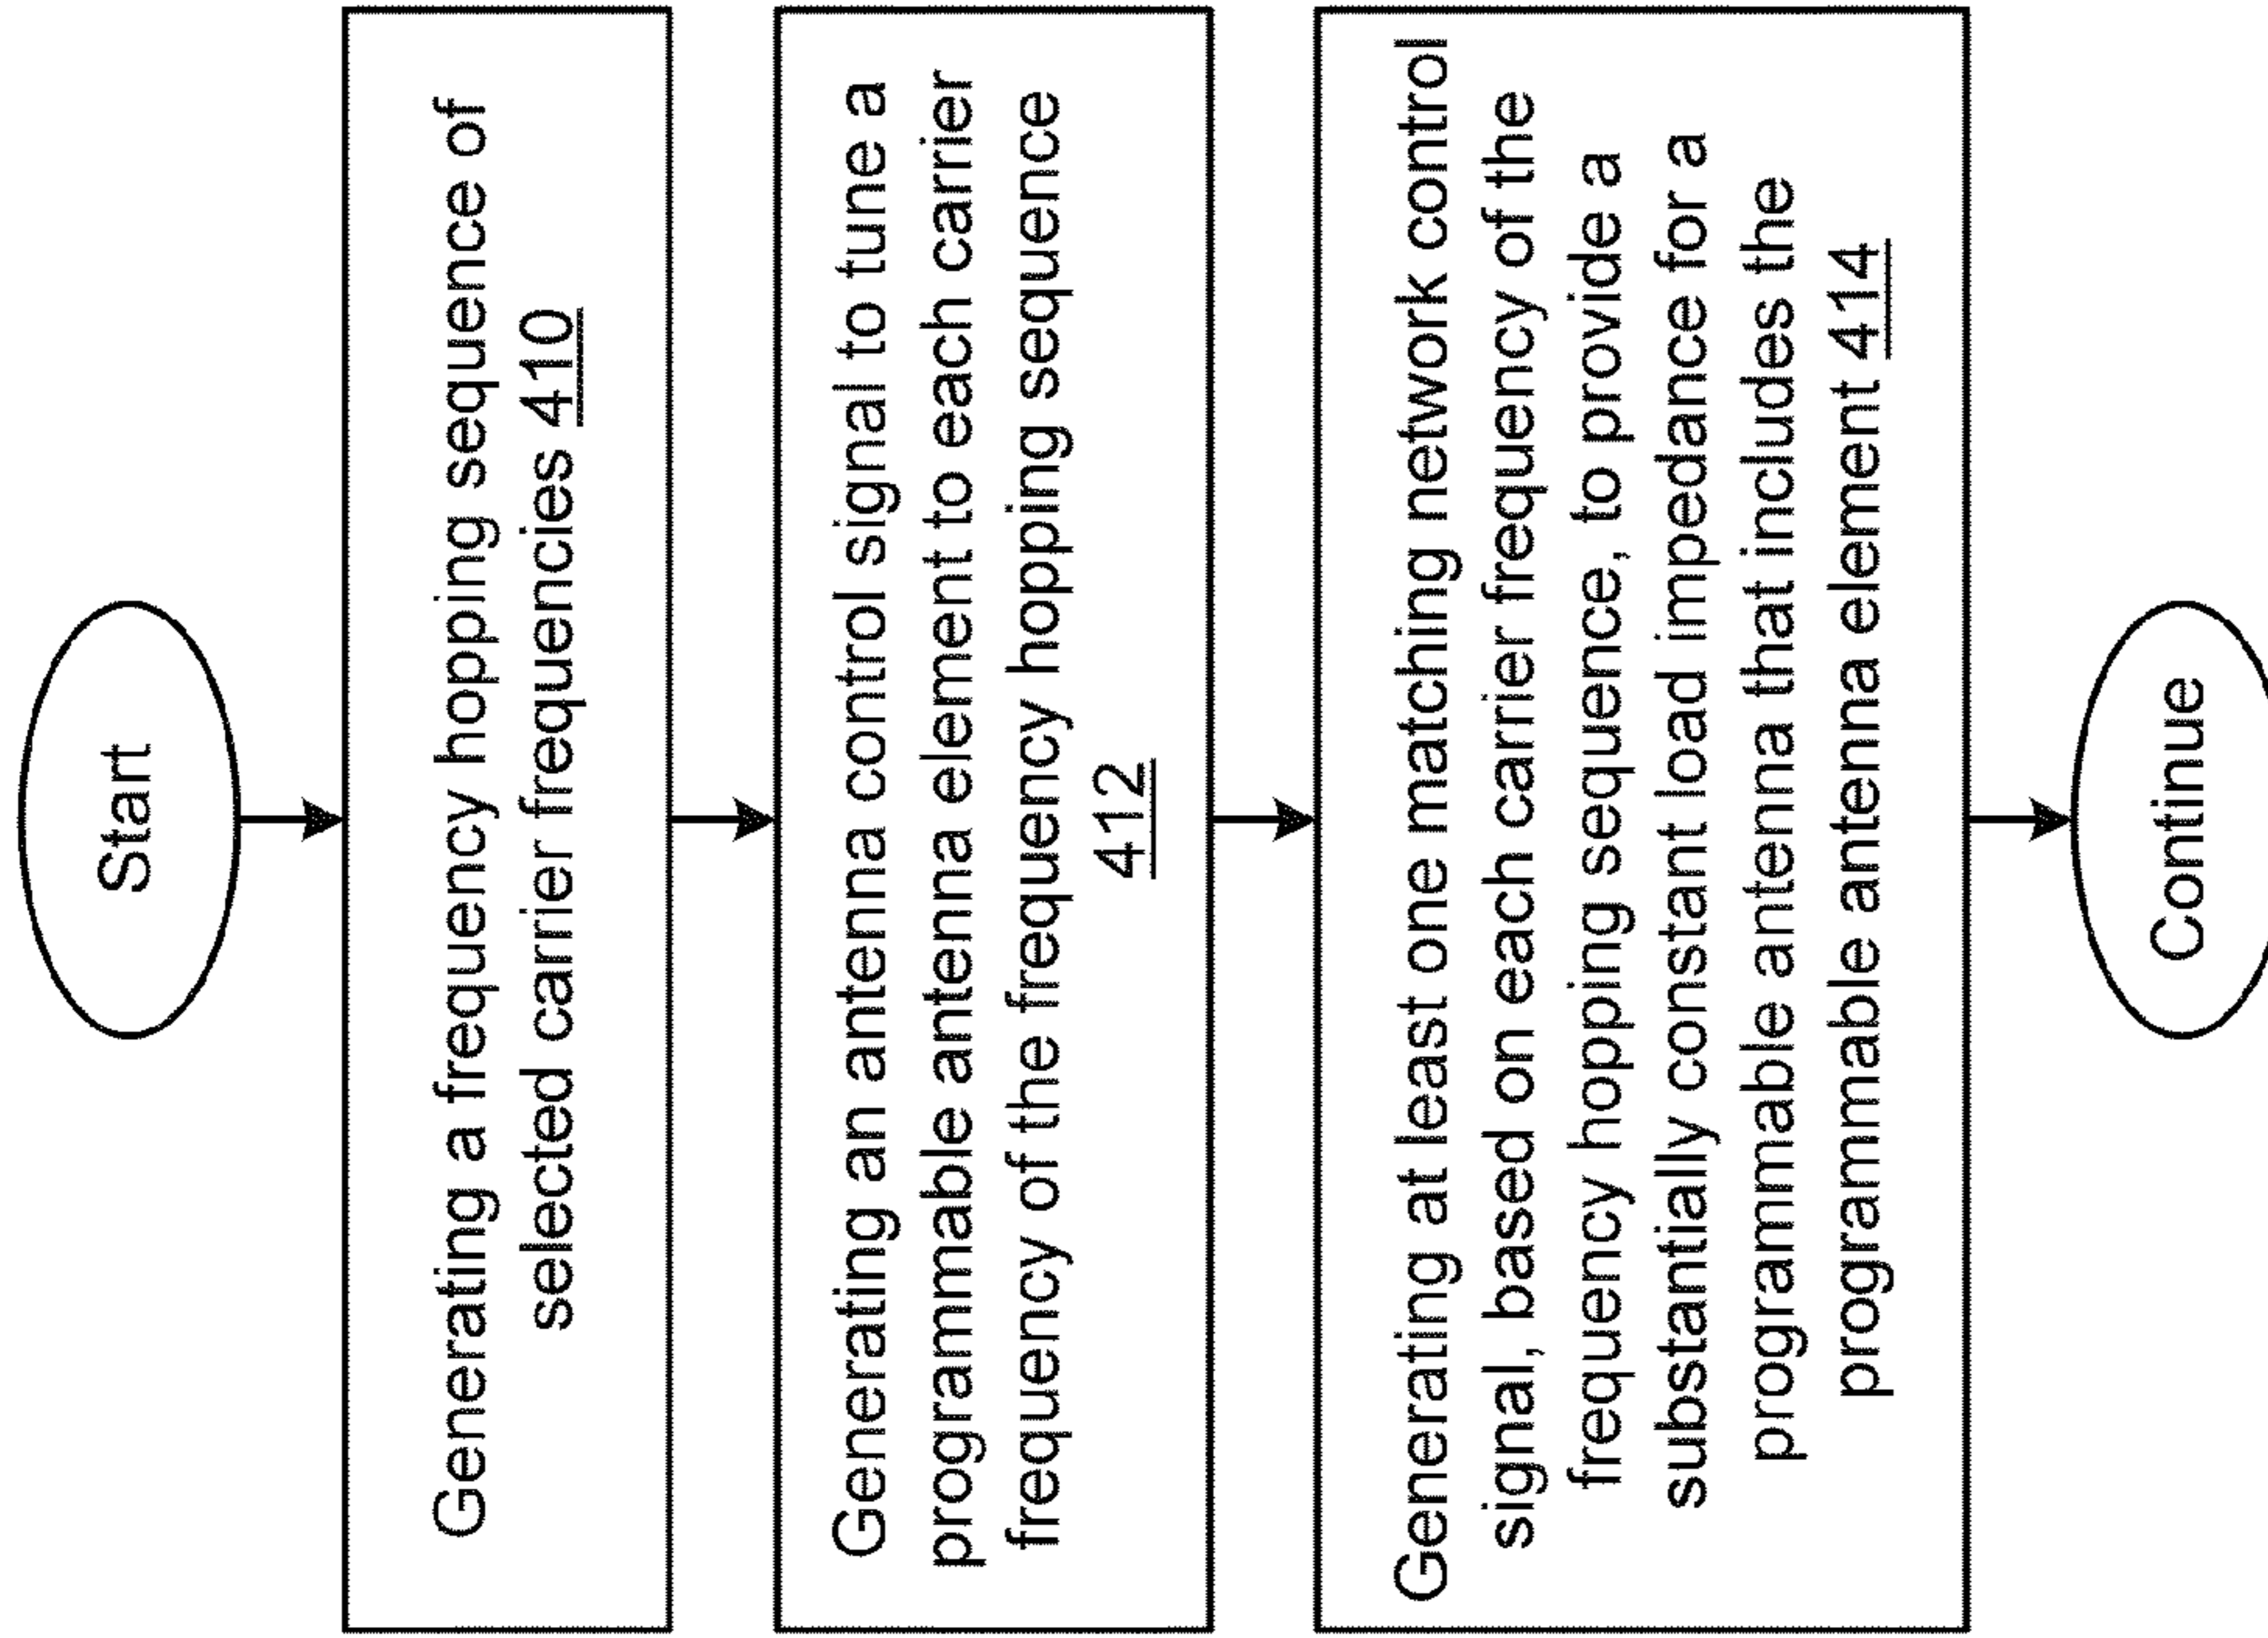 Start
Generating a frequency hopping sequence of
selected carrier frequencies 410
Generating an antenna control signal to tune a
programmable antenna element to each carrier
frequency of the frequency hopping sequence
412
Generating at least one matching network control
signal, based on each carrier frequency of the
frequency hopping sequence, to provide a
substantially constant load impedance for a
programmable antenna that includes the
programmable antenna element 414
Continue